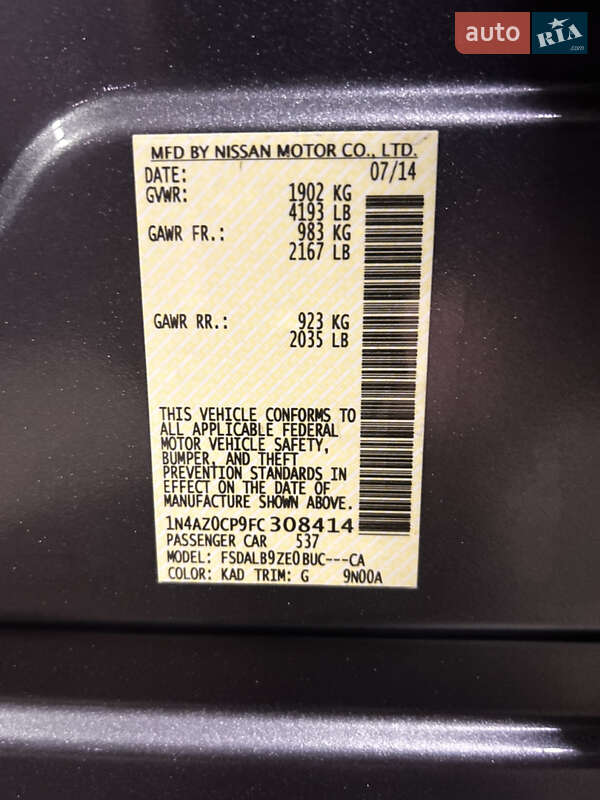 auto RIA .com
MFD BY NISSAN MOTOR CO., LTD.
DATE: 07/14
GVWR: 1902 KG
4193 LB
GAWR FR.: 983 KG
2167 LB
GAWR RR.: 923 KG
2035 LB
THIS VEHICLE CONFORMS TO
ALL APPLICABLE FEDERAL
MOTOR VEHICLE SAFETY,
BUMPER, AND THEFT
PREVENTION STANDARDS IN
EFFECT ON THE DATE OF
MANUFACTURE SHOWN ABOVE.
1N4AZ0CP9FC308414
PASSENGER CAR 537
MODEL: FSDALB9ZE0BUC---CA
COLOR: KAD TRIM: G 9N00A